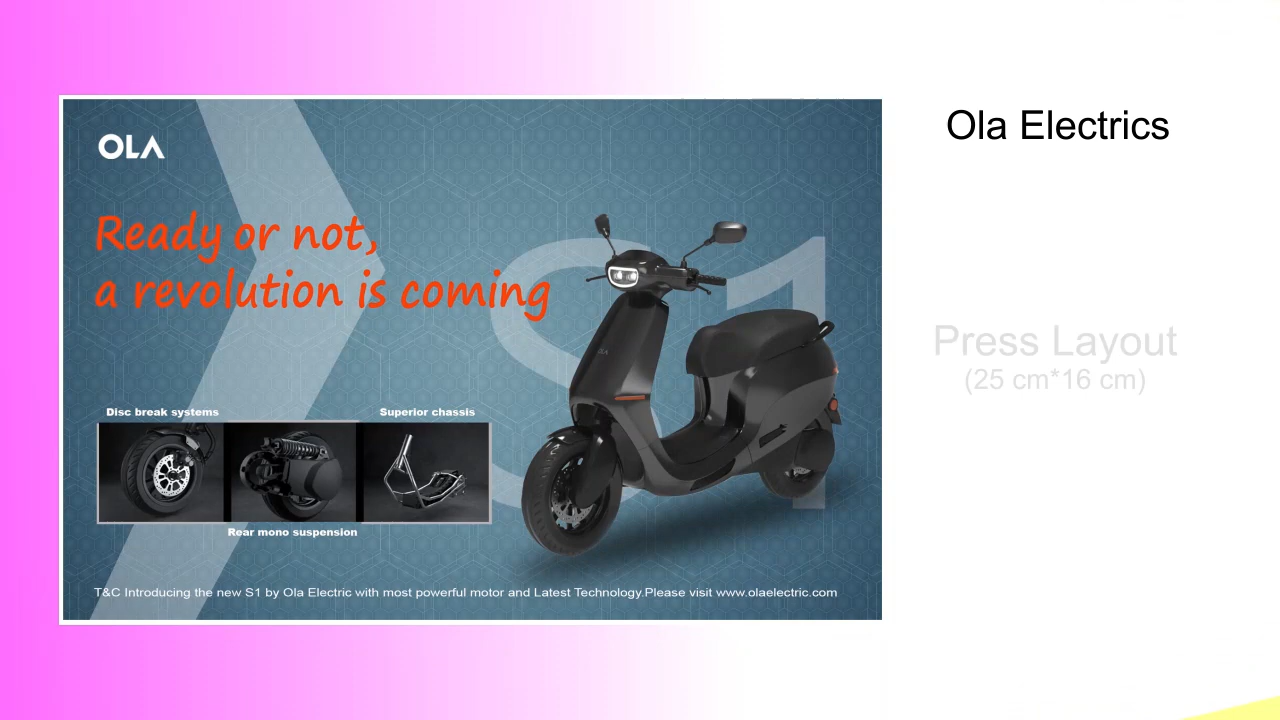 Ola Electrics
OLA
Ready or not,
a revolution is coming
S1
Disc break systems
Superior chassis
Rear mono suspension
T&C Introducing the new S1 by Ola Electric with most powerful motor and Latest Technology.Please visit www.olaelectric.com
Press Layout
(25 cm*16 cm)